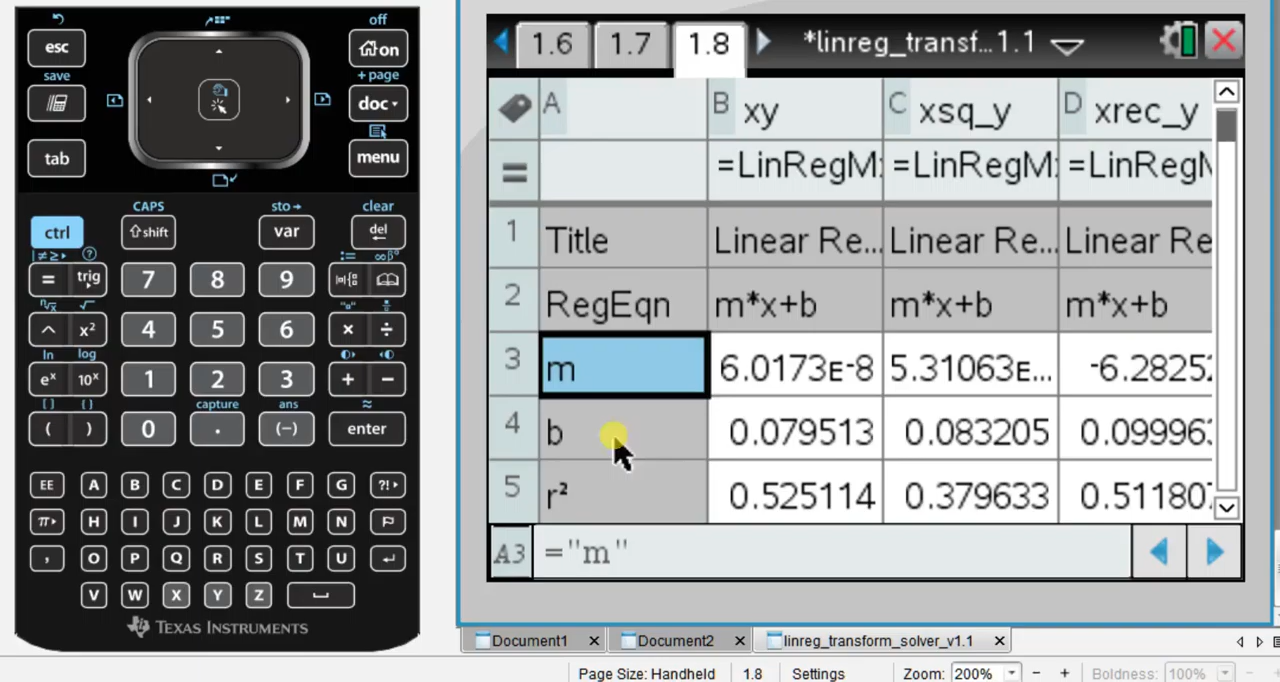 off
esc
on
save
+ page
doc
tab
menu
CAPS
sto→
clear
ctrl
⇧shift
var
del
|≠≥▸
?
:=
∞β°
=
trig
7
8
9
|□|{
ⁿ√x
√
"□"
^
x²
4
5
6
×
÷
ln
log
eˣ
10ˣ
1
2
3
+
−
[ ]
{ }
capture
ans
≈
(
)
0
.
(−)
enter
EE
A
B
C
D
E
F
G
?!▸
π▸
H
I
J
K
L
M
N
,
O
P
Q
R
S
T
U
V
W
X
Y
Z
TEXAS INSTRUMENTS
1.6
1.7
1.8
*linreg_transf...1.1
A
B xy
C xsq_y
D xrec_y
=
=LinRegM
=LinRegM
=LinRegM
1
Title
Linear Re...
Linear Re...
Linear Re
2
RegEqn
m*x+b
m*x+b
m*x+b
3
m
6.0173E-8
5.31063E...
-6.2825
4
b
0.079513
0.083205
0.09996
5
r²
0.525114
0.379633
0.51180
A3
="m"
Document1
Document2
linreg_transform_solver_v1.1
Page Size: Handheld
1.8
Settings
Zoom: 200%
−
+
Boldness: 100%
−